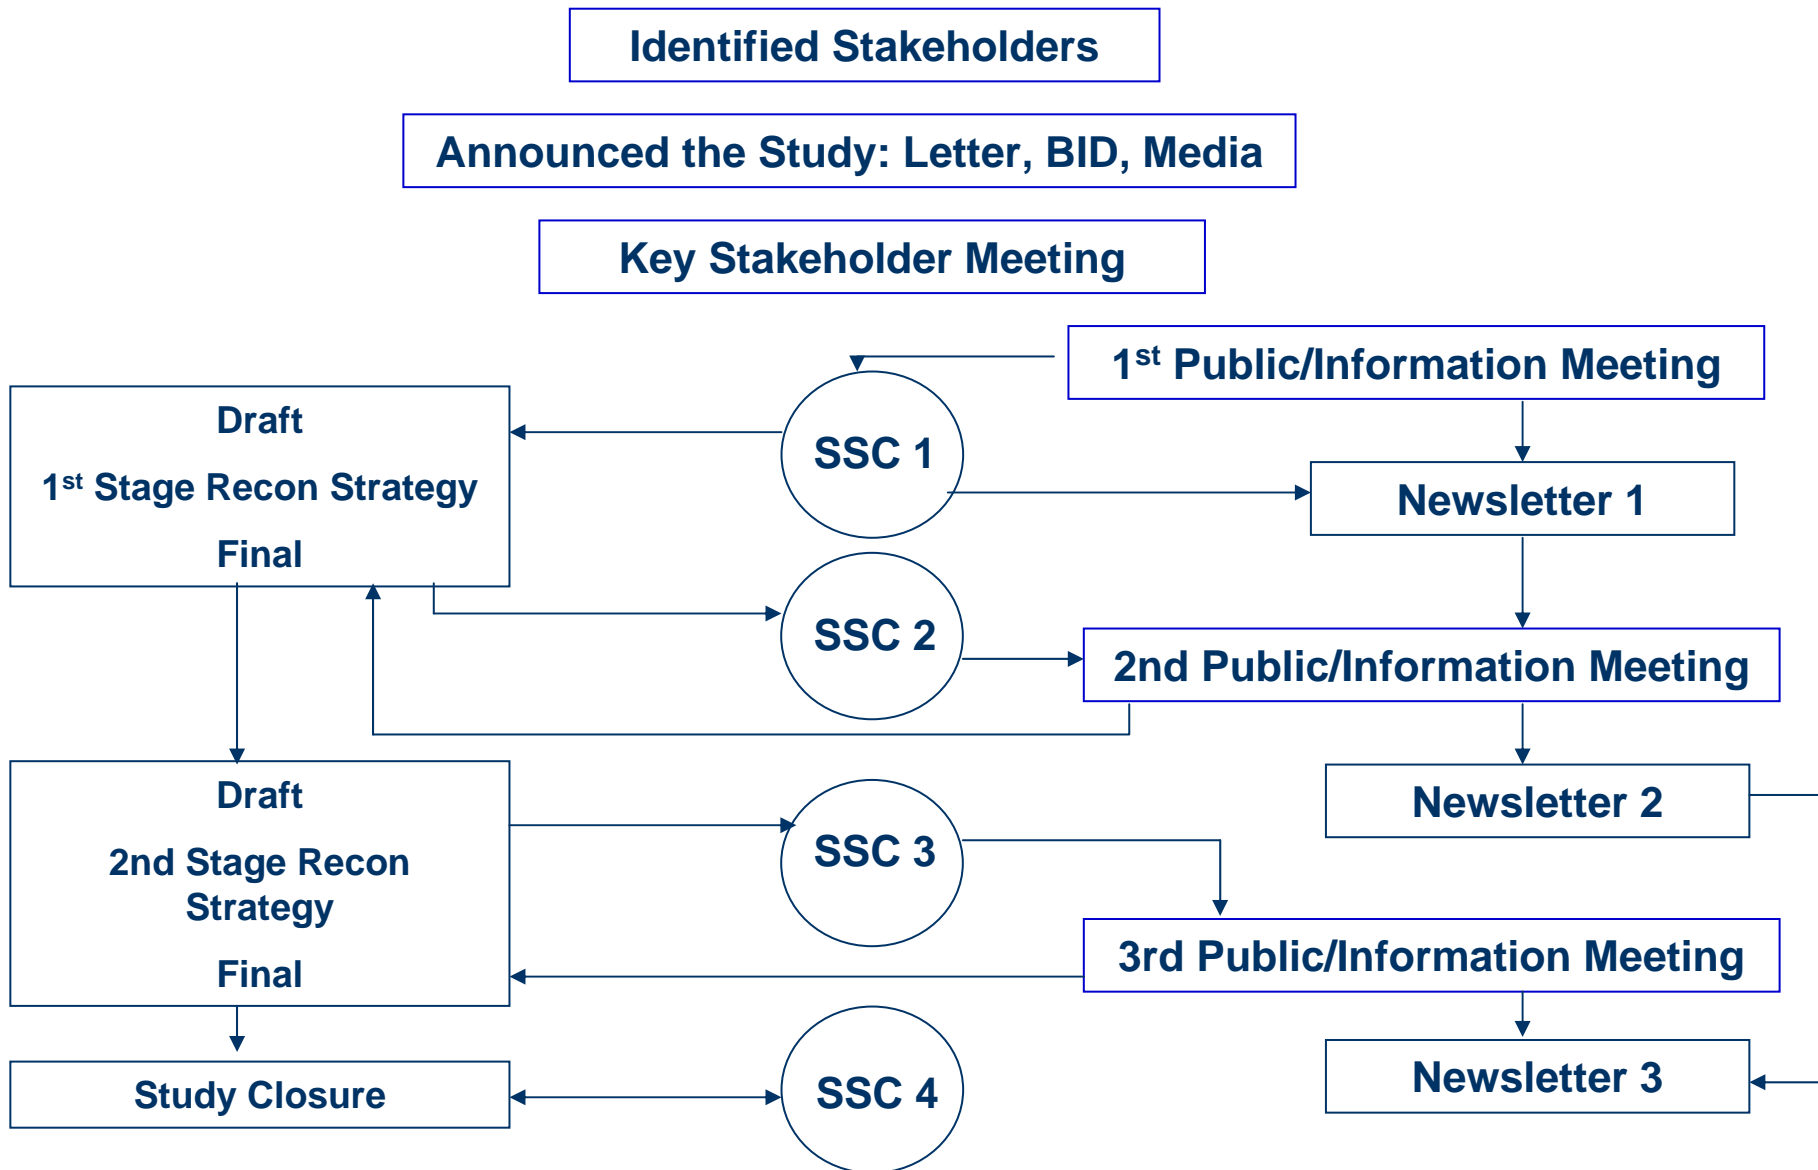 Identified Stakeholders
Announced the Study: Letter, BID, Media
Key Stakeholder Meeting
1st Public/Information Meeting
Draft
1st Stage Recon Strategy
Final
SSC 1
Newsletter 1
SSC 2
2nd Public/Information Meeting
Draft
2nd Stage Recon
Strategy
Final
SSC 3
Newsletter 2
3rd Public/Information Meeting
Study Closure
SSC 4
Newsletter 3